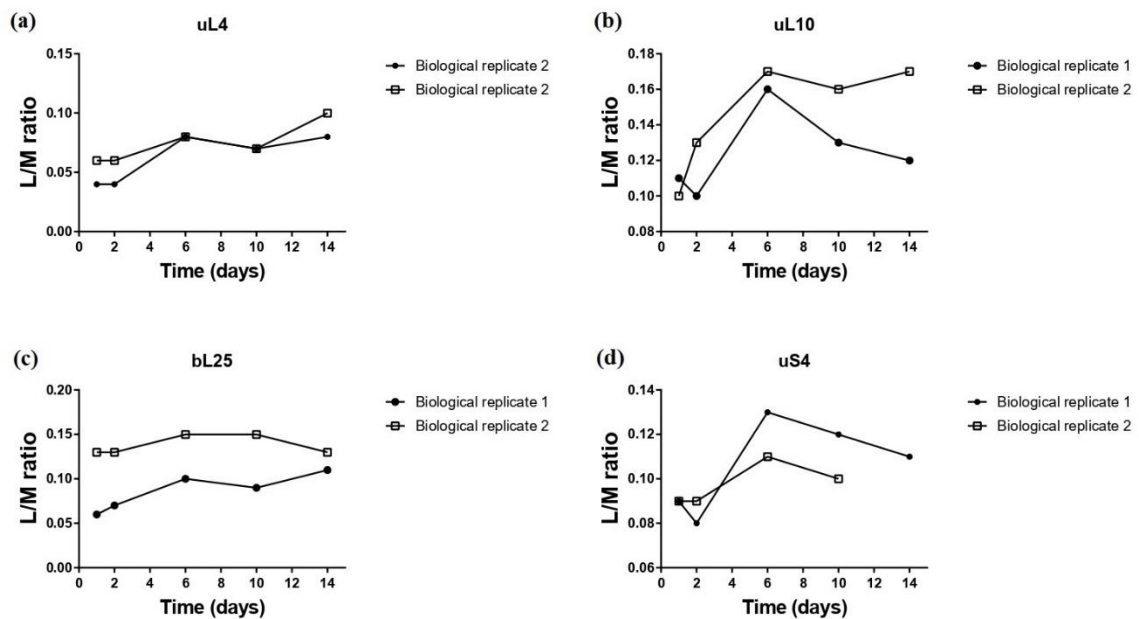 (a)
uL4
0.15
0.10
0.05
0.00
L/M ratio
0 2 4 6 8 10 12 14
Time (days)
Biological replicate 2
Biological replicate 2
(b)
uL10
0.18
0.16
0.14
0.12
0.10
0.08
L/M ratio
0 2 4 6 8 10 12 14
Time (days)
Biological replicate 1
Biological replicate 2
(c)
bL25
0.20
0.15
0.10
0.05
0.00
L/M ratio
0 2 4 6 8 10 12 14
Time (days)
Biological replicate 1
Biological replicate 2
(d)
uS4
0.14
0.12
0.10
0.08
0.06
L/M ratio
0 2 4 6 8 10 12 14
Time (days)
Biological replicate 1
Biological replicate 2